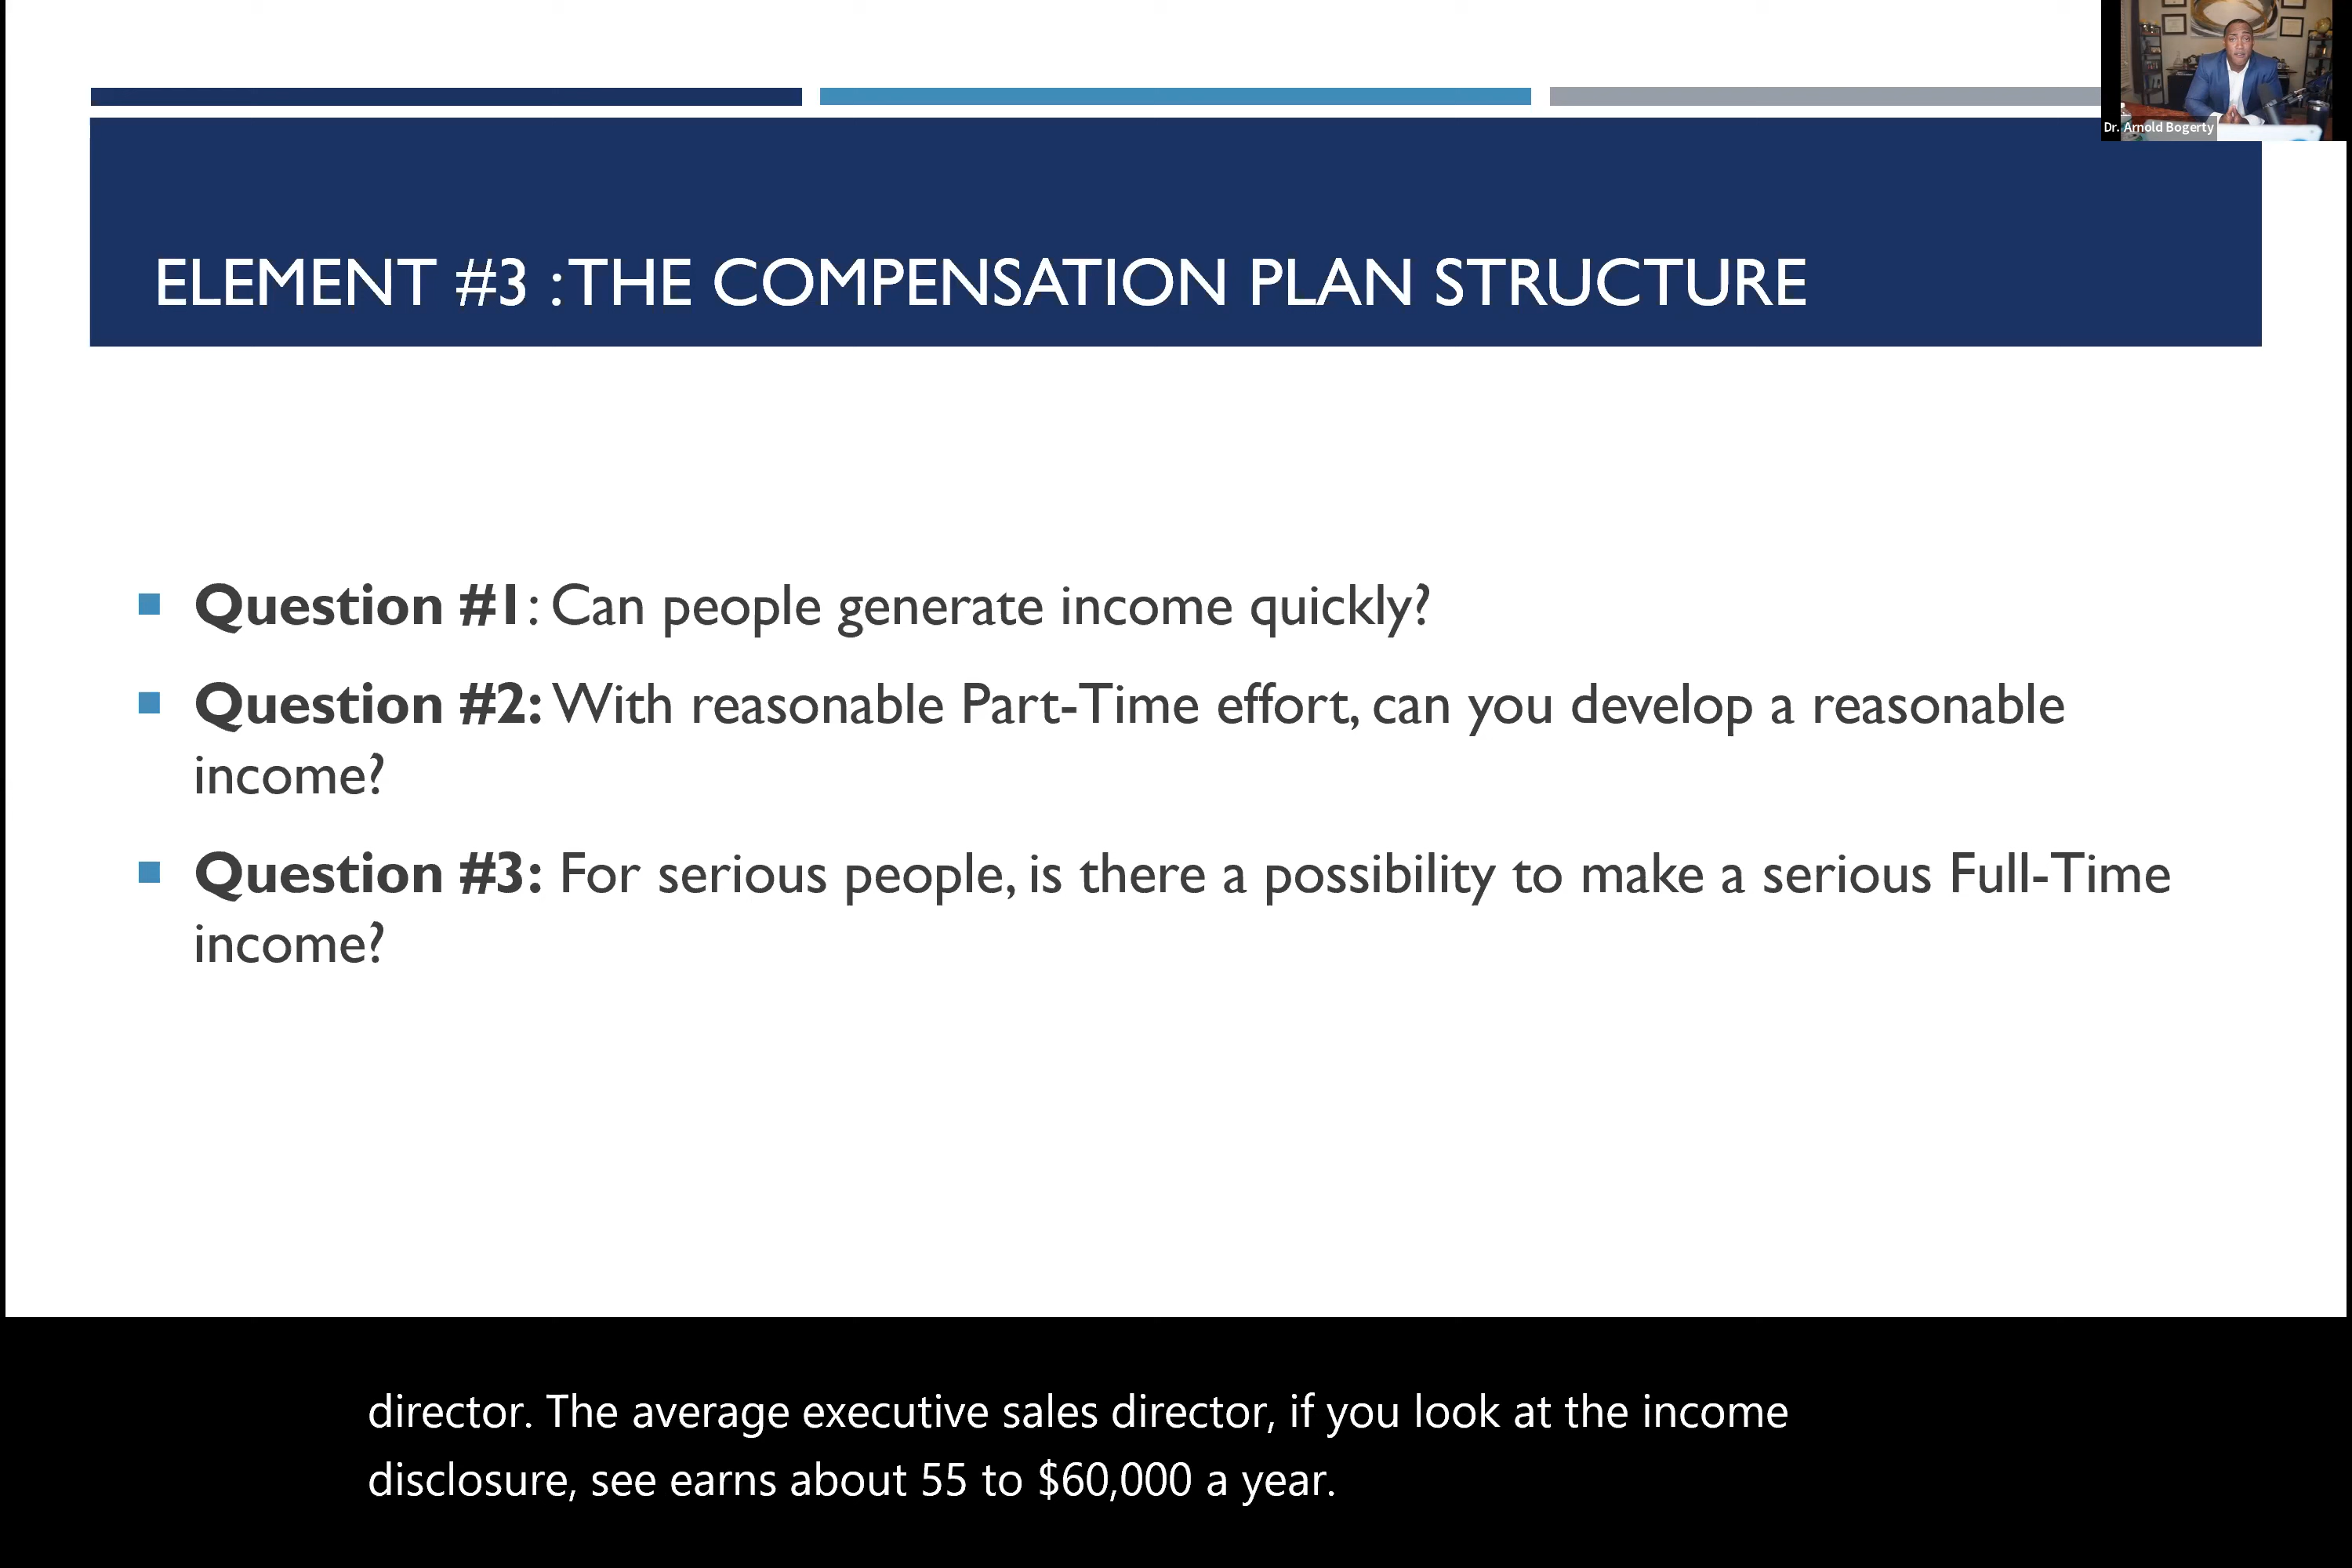 Dr. Arnold Bogerty
ELEMENT #3 : THE COMPENSATION PLAN STRUCTURE
Question #1: Can people generate income quickly?
Question #2: With reasonable Part-Time effort, can you develop a reasonable
income?
Question #3: For serious people, is there a possibility to make a serious Full-Time
income?
director. The average executive sales director, if you look at the income
disclosure, see earns about 55 to $60,000 a year.